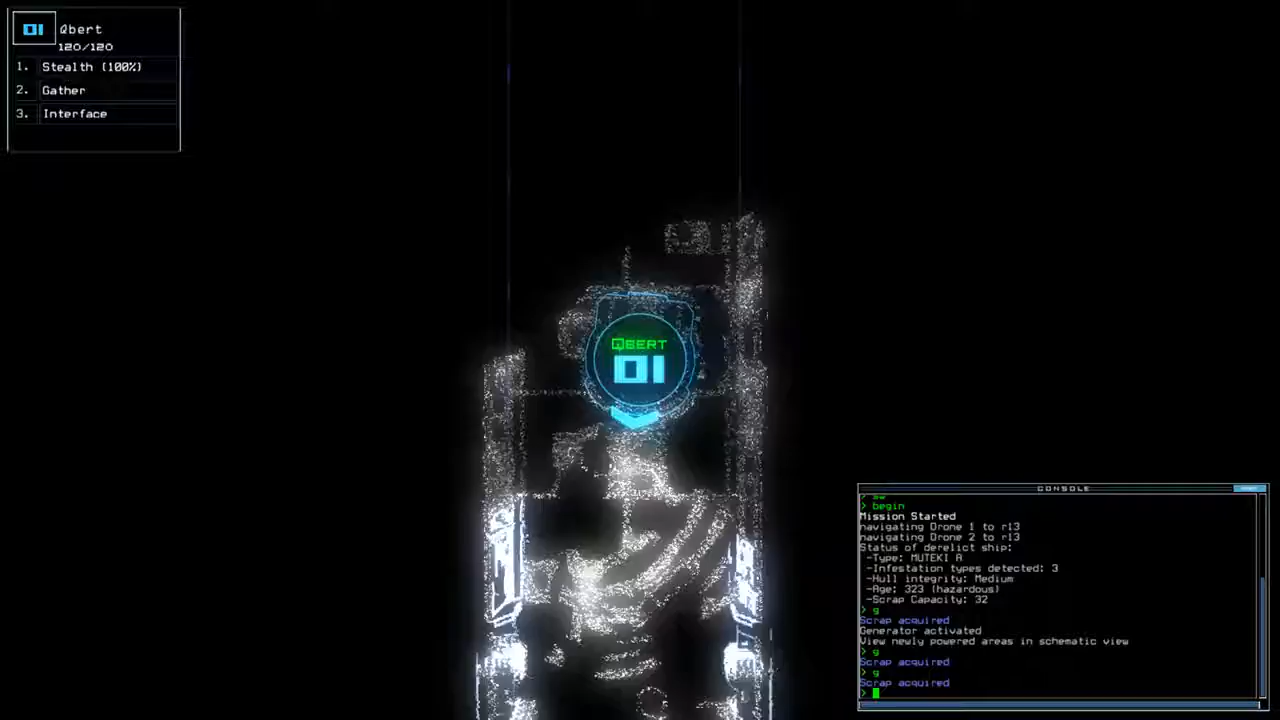 01 Qbert
120/120
1. Stealth (100%)
2. Gather
3. Interface
QBERT
01
CONSOLE
> begin
Mission Started
navigating Drone 1 to r13
navigating Drone 2 to r13
Status of derelict ship:
-Type: MUTEKI A
-Infestation types detected: 3
-Hull integrity: Medium
-Age: 323 (hazardous)
-Scrap Capacity: 32
> g
Scrap acquired
Generator activated
View newly powered areas in schematic view
> g
Scrap acquired
> g
Scrap acquired
>